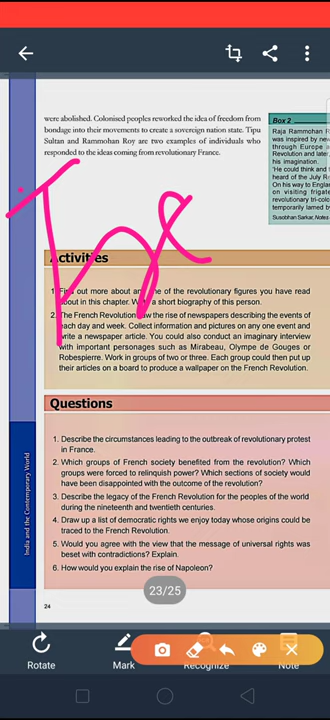 were abolished. Colonised peoples reworked the idea of freedom from
bondage into their movements to create a sovereign nation state. Tipu
Sultan and Rammohan Roy are two examples of individuals who
responded to the ideas coming from revolutionary France.
Box 2
Raja Rammohan R
was inspired by new
through Europe
Revolution and later,
his imagination.
'He could think and
heard of the July R
On his way to Engla
on visiting frigate
revolutionary tri-colo
temporarily lamed by
Susobhan Sarkar, Notes
The
Activities
1. Find out more about any one of the revolutionary figures you have read
about in this chapter. Write a short biography of this person.
2. The French Revolution saw the rise of newspapers describing the events of
each day and week. Collect information and pictures on any one event and
write a newspaper article. You could also conduct an imaginary interview
with important personages such as Mirabeau, Olympe de Gouges or
Robespierre. Work in groups of two or three. Each group could then put up
their articles on a board to produce a wallpaper on the French Revolution.
Questions
1. Describe the circumstances leading to the outbreak of revolutionary protest
in France.
2. Which groups of French society benefited from the revolution? Which
groups were forced to relinquish power? Which sections of society would
have been disappointed with the outcome of the revolution?
3. Describe the legacy of the French Revolution for the peoples of the world
during the nineteenth and twentieth centuries.
4. Draw up a list of democratic rights we enjoy today whose origins could be
traced to the French Revolution.
5. Would you agree with the view that the message of universal rights was
beset with contradictions? Explain.
6. How would you explain the rise of Napoleon?
India and the Contemporary World
23/25
24
Rotate Mark Recognize Note